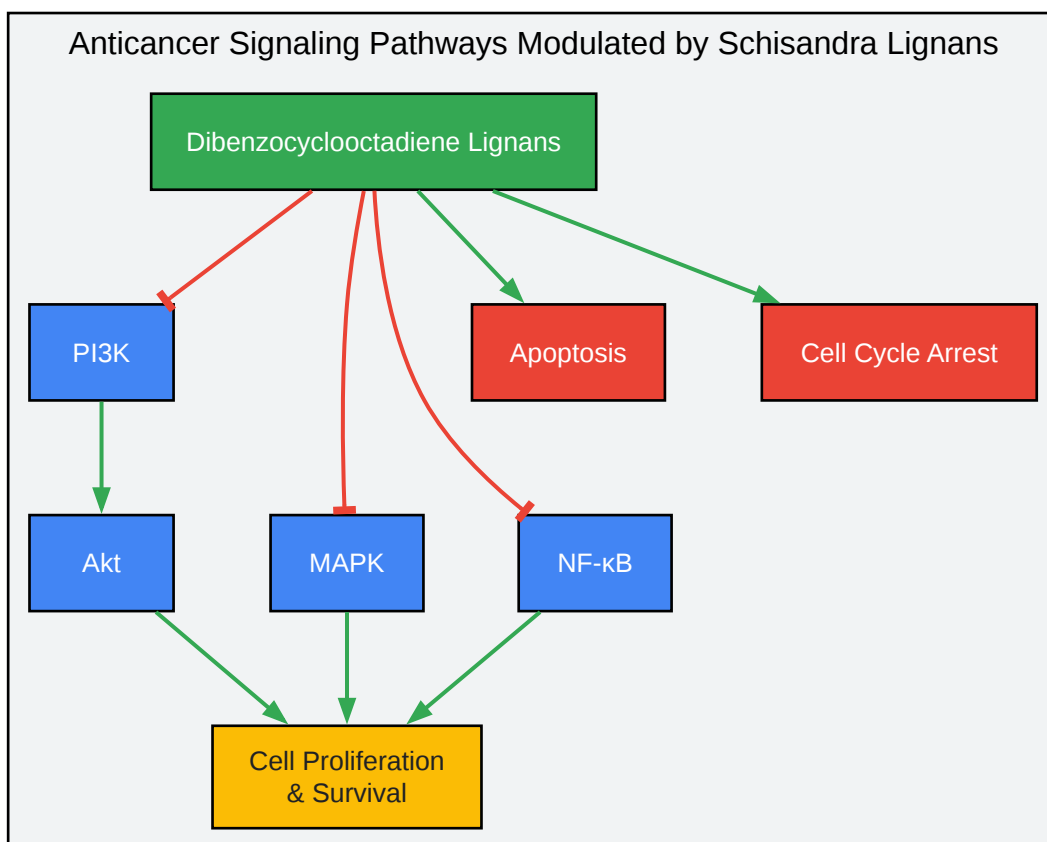 Anticancer Signaling Pathways Modulated by Schisandra Lignans
Dibenzocyclooctadiene Lignans
PI3K
Apoptosis
Cell Cycle Arrest
Akt
MAPK
NF-κB
Cell Proliferation
& Survival